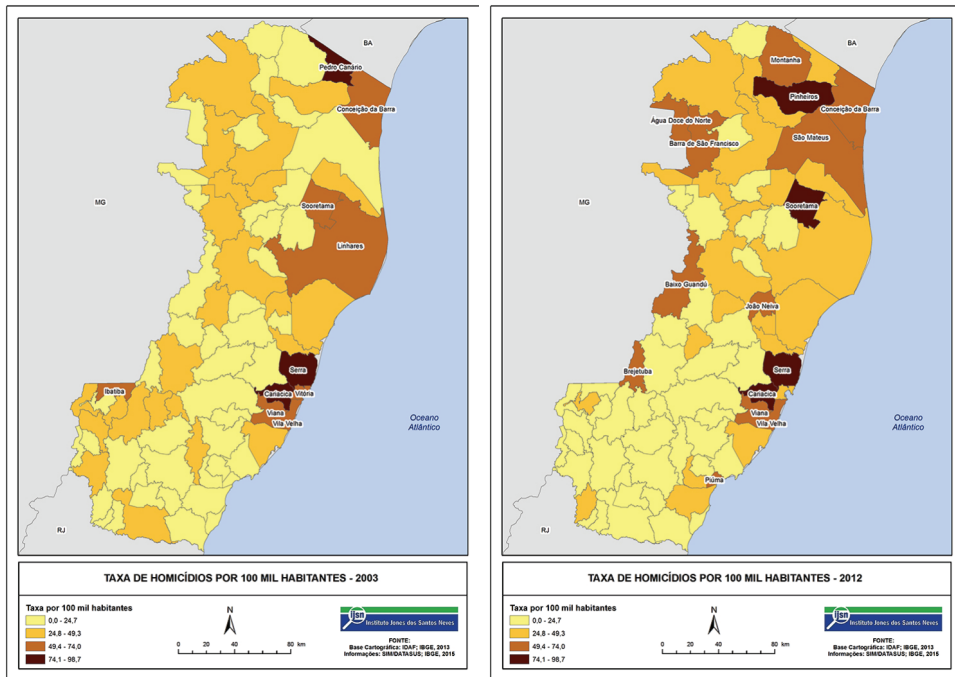 BA
Pedro Canário
Conceição da Barra
MG
Sooretama
Linhares
Serra
Ibatiba
Cariacica
Vitória
Viana
Vila Velha
Oceano
Atlântico
RJ
TAXA DE HOMICÍDIOS POR 100 MIL HABITANTES - 2003
Taxa por 100 mil habitantes
0,0 - 24,7
24,8 - 49,3
49,4 - 74,0
74,1 - 98,7
N
0 20 40 60
km
ijsn
Instituto Jones dos Santos Neves
FONTE:
Base Cartográfica: IDAF; IBGE, 2013
Informações: SIM/DATASUS; IBGE, 2015
BA
Montanha
Pinheiros
Conceição da Barra
Água Doce do Norte
São Mateus
Barra de São Francisco
MG
Sooretama
Baixo Guandú
João Neiva
Serra
Brejetuba
Cariacica
Viana
Vila Velha
Oceano
Atlântico
Piúma
RJ
TAXA DE HOMICÍDIOS POR 100 MIL HABITANTES - 2012
Taxa por 100 mil habitantes
0,0 - 24,7
24,8 - 49,3
49,4 - 74,0
74,1 - 98,7
N
0 20 40 60 80
km
ijsn
Instituto Jones dos Santos Neves
FONTE:
Base Cartográfica: IDAF; IBGE, 2013
Informações: SIM/DATASUS; IBGE, 2015